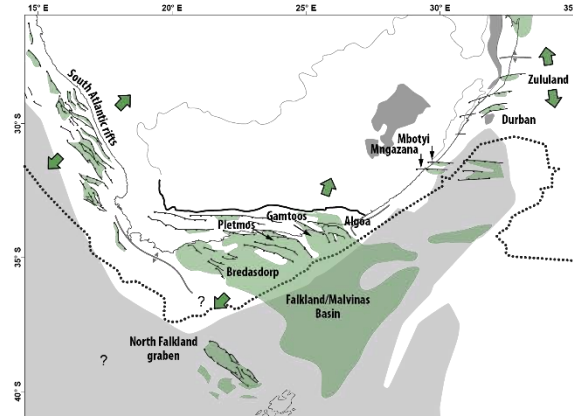 15° E
20° E
25° E
30° E
35°
South Atlantic rifts
Zululand
Durban
30° S
Mbotyi
Mngazana
Gamtoos
Pletmos
Algoa
35° S
Bredasdorp
Falkland/Malvinas
Basin
?
North Falkland
graben
?
40° S